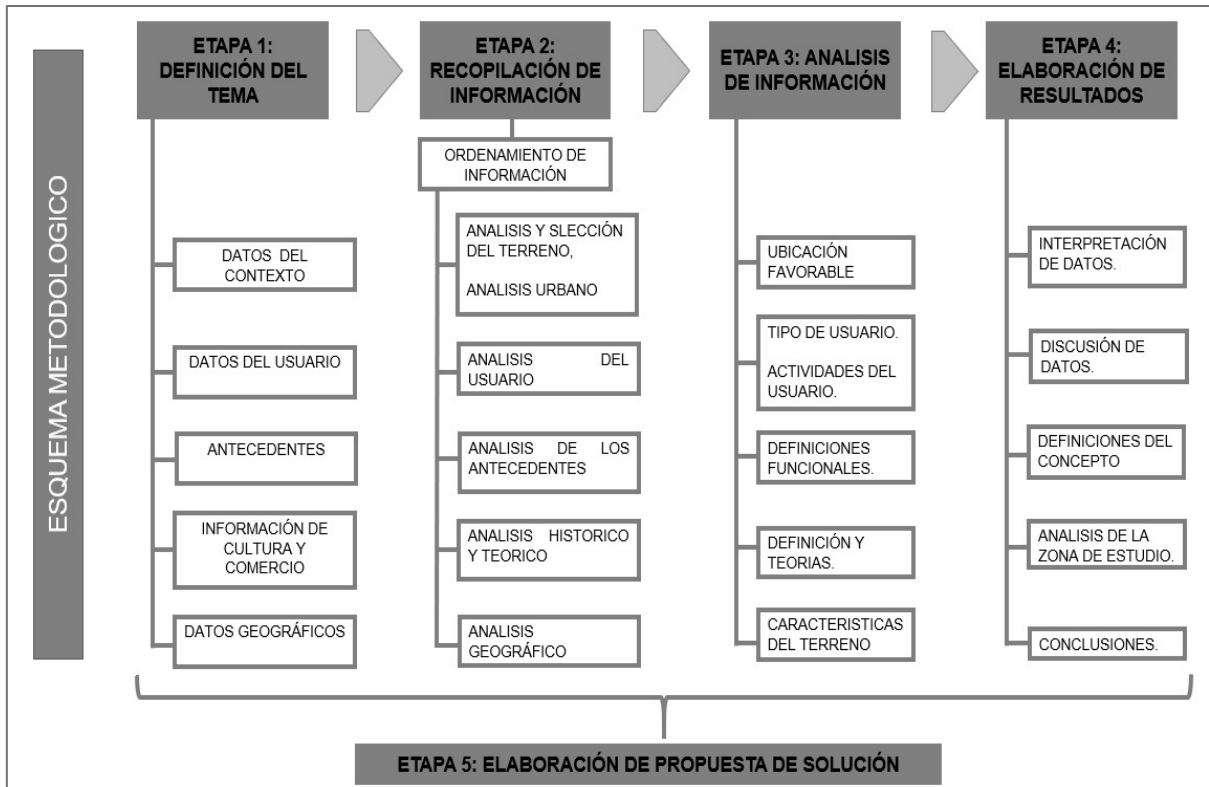 ESQUEMA METODOLOGICO
ETAPA 1:
DEFINICIÓN DEL
TEMA
DATOS DEL
CONTEXTO
DATOS DEL USUARIO
ANTECEDENTES
INFORMACIÓN DE
CULTURA Y
COMERCIO
DATOS GEOGRÁFICOS
ETAPA 2:
RECOPILACIÓN DE
INFORMACIÓN
ORDENAMIENTO DE
INFORMACIÓN
ANALISIS Y SLECCIÓN
DEL TERRENO,
ANALISIS URBANO
ANALISIS DEL
USUARIO
ANALISIS DE LOS
ANTECEDENTES
ANALISIS HISTORICO
Y TEORICO
ANALISIS
GEOGRÁFICO
ETAPA 3: ANALISIS
DE INFORMACIÓN
UBICACIÓN
FAVORABLE
TIPO DE USUARIO.
ACTIVIDADES DEL
USUARIO.
DEFINICIONES
FUNCIONALES.
DEFINICIÓN Y
TEORIAS.
CARACTERISTICAS
DEL TERRENO
ETAPA 4:
ELABORACIÓN DE
RESULTADOS
INTERPRETACIÓN
DE DATOS.
DISCUSIÓN DE
DATOS.
DEFINICIONES DEL
CONCEPTO
ANALISIS DE LA
ZONA DE ESTUDIO.
CONCLUSIONES.
ETAPA 5: ELABORACIÓN DE PROPUESTA DE SOLUCIÓN